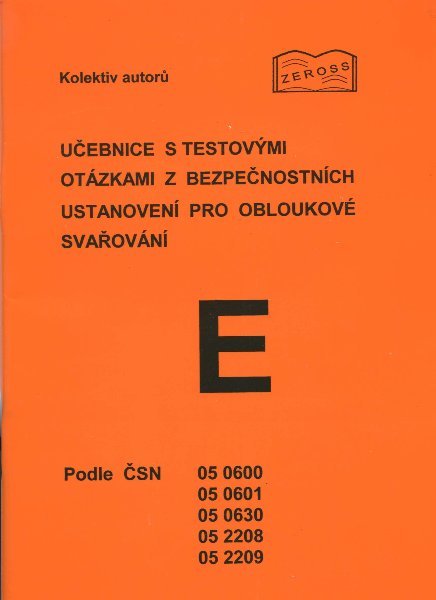 Kolektiv autorů
ZEROSS
UČEBNICE S TESTOVÝMI
OTÁZKAMI Z BEZPEČNOSTNÍCH
USTANOVENÍ PRO OBLOUKOVÉ
SVAŘOVÁNÍ
E
Podle ČSN 05 0600
05 0601
05 0630
05 2208
05 2209